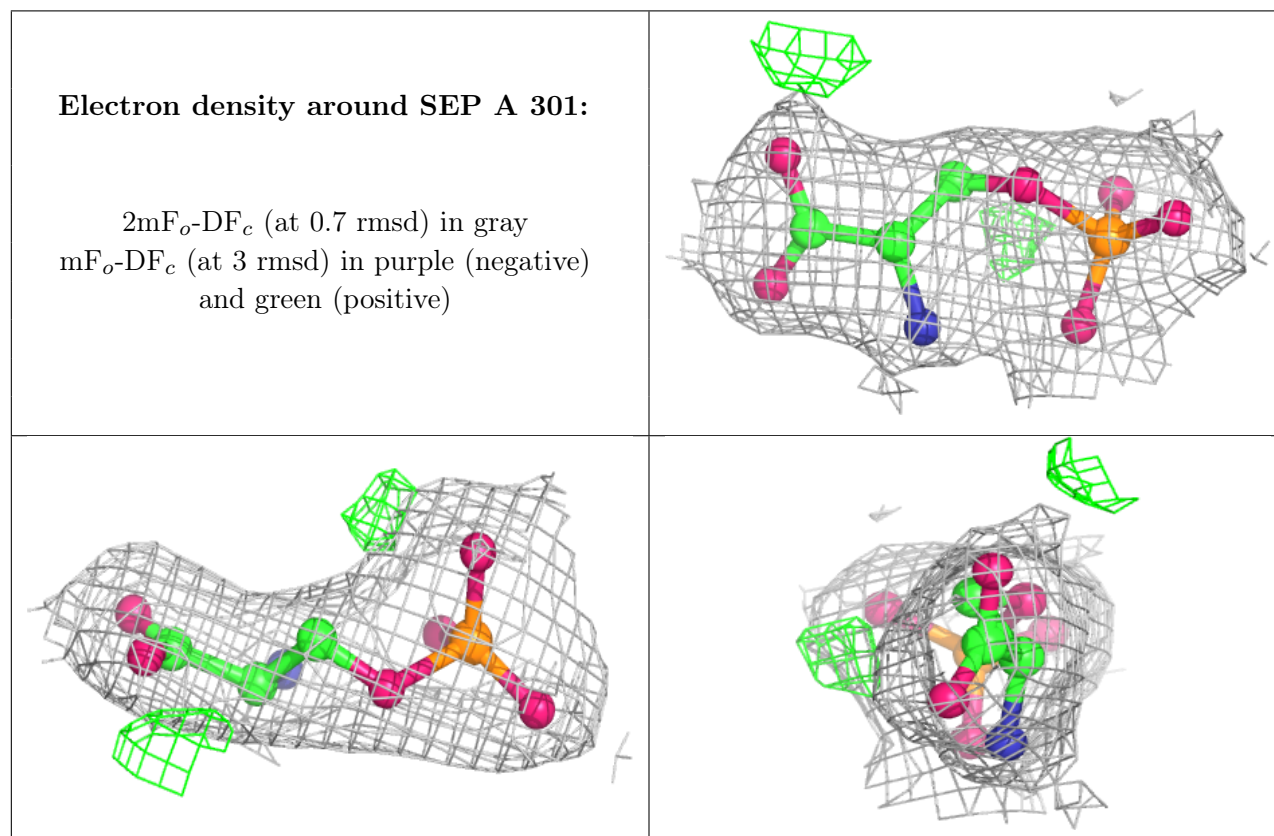 Electron density around SEP A 301:
2mFo-DFc (at 0.7 rmsd) in gray
mFo-DFc (at 3 rmsd) in purple (negative)
and green (positive)